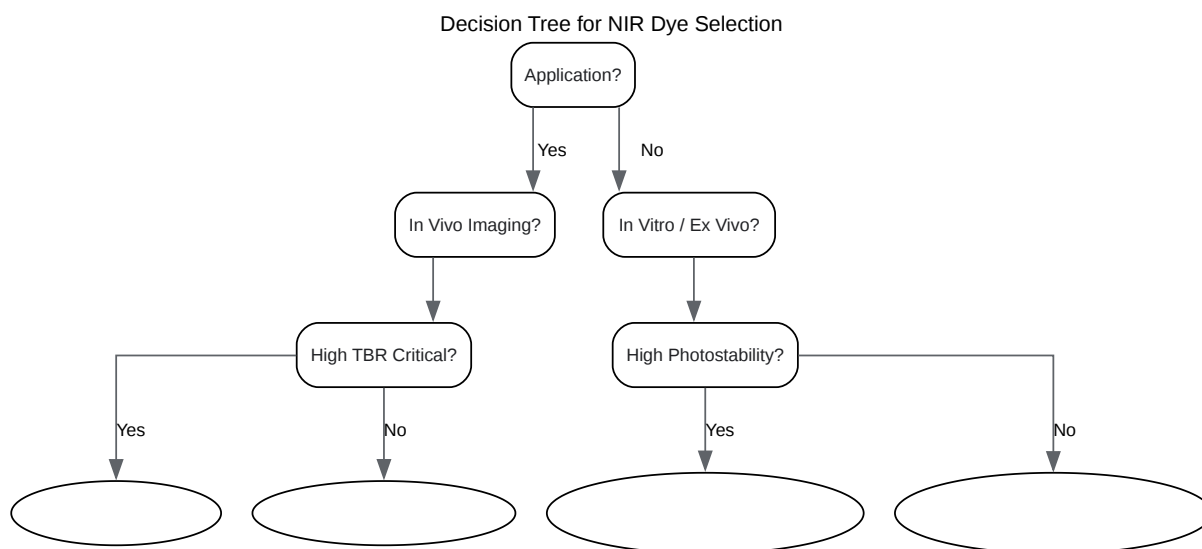 Decision Tree for NIR Dye Selection
Application?
Yes
No
In Vivo Imaging?
In Vitro / Ex Vivo?
High TBR Critical?
High Photostability?
Yes
No
Yes
No